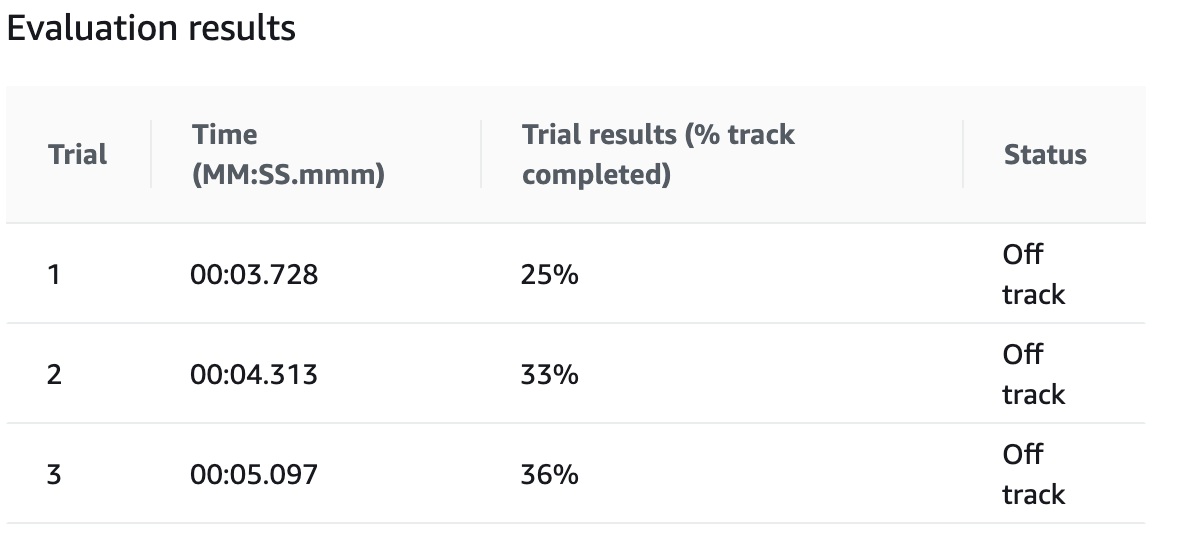 Evaluation results
Trial
Time
(MM:SS.mmm)
Trial results (% track
completed)
Status
1
00:03.728
25%
Off
track
2
00:04.313
33%
Off
track
3
00:05.097
36%
Off
track